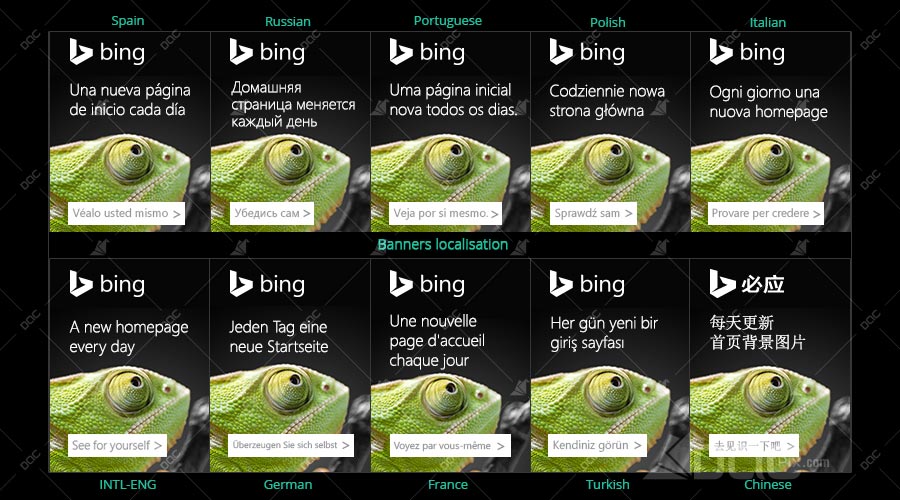 Spain
Russian
Portuguese
Polish
Italian
bing
bing
bing
bing
bing
Una nueva página
de inicio cada día
Домашняя
страница меняется
каждый день
Uma página inicial
nova todos os dias.
Codziennie nowa
strona główna
Ogni giorno una
nuova homepage
Véalo usted mismo >
Убедись сам >
Veja por si mesmo. >
Sprawdź sam >
Provare per credere >
Banners localisation
bing
bing
bing
bing
必应
A new homepage
every day
Jeden Tag eine
neue Startseite
Une nouvelle
page d'accueil
chaque jour
Her gün yeni bir
giriş sayfası
每天更新
首页背景图片
See for yourself >
Überzeugen Sie sich selbst >
Voyez par vous-même >
Kendiniz görün >
去见识一下吧 >
INTL-ENG
German
France
Turkish
Chinese